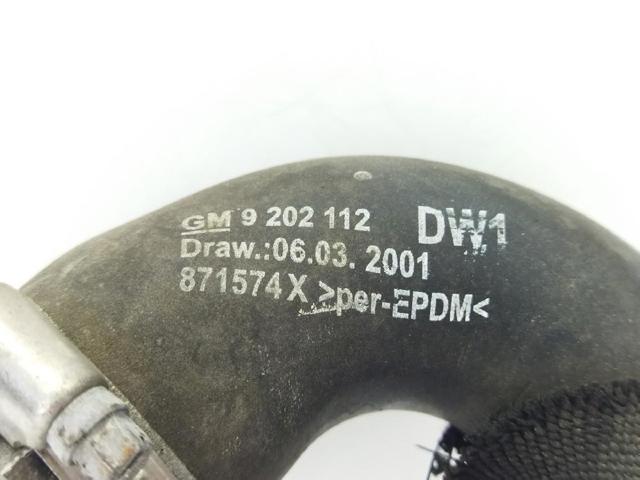 GM 9 202 112 DW1
Draw.:06.03. 2001
871574X >per-EPDM<